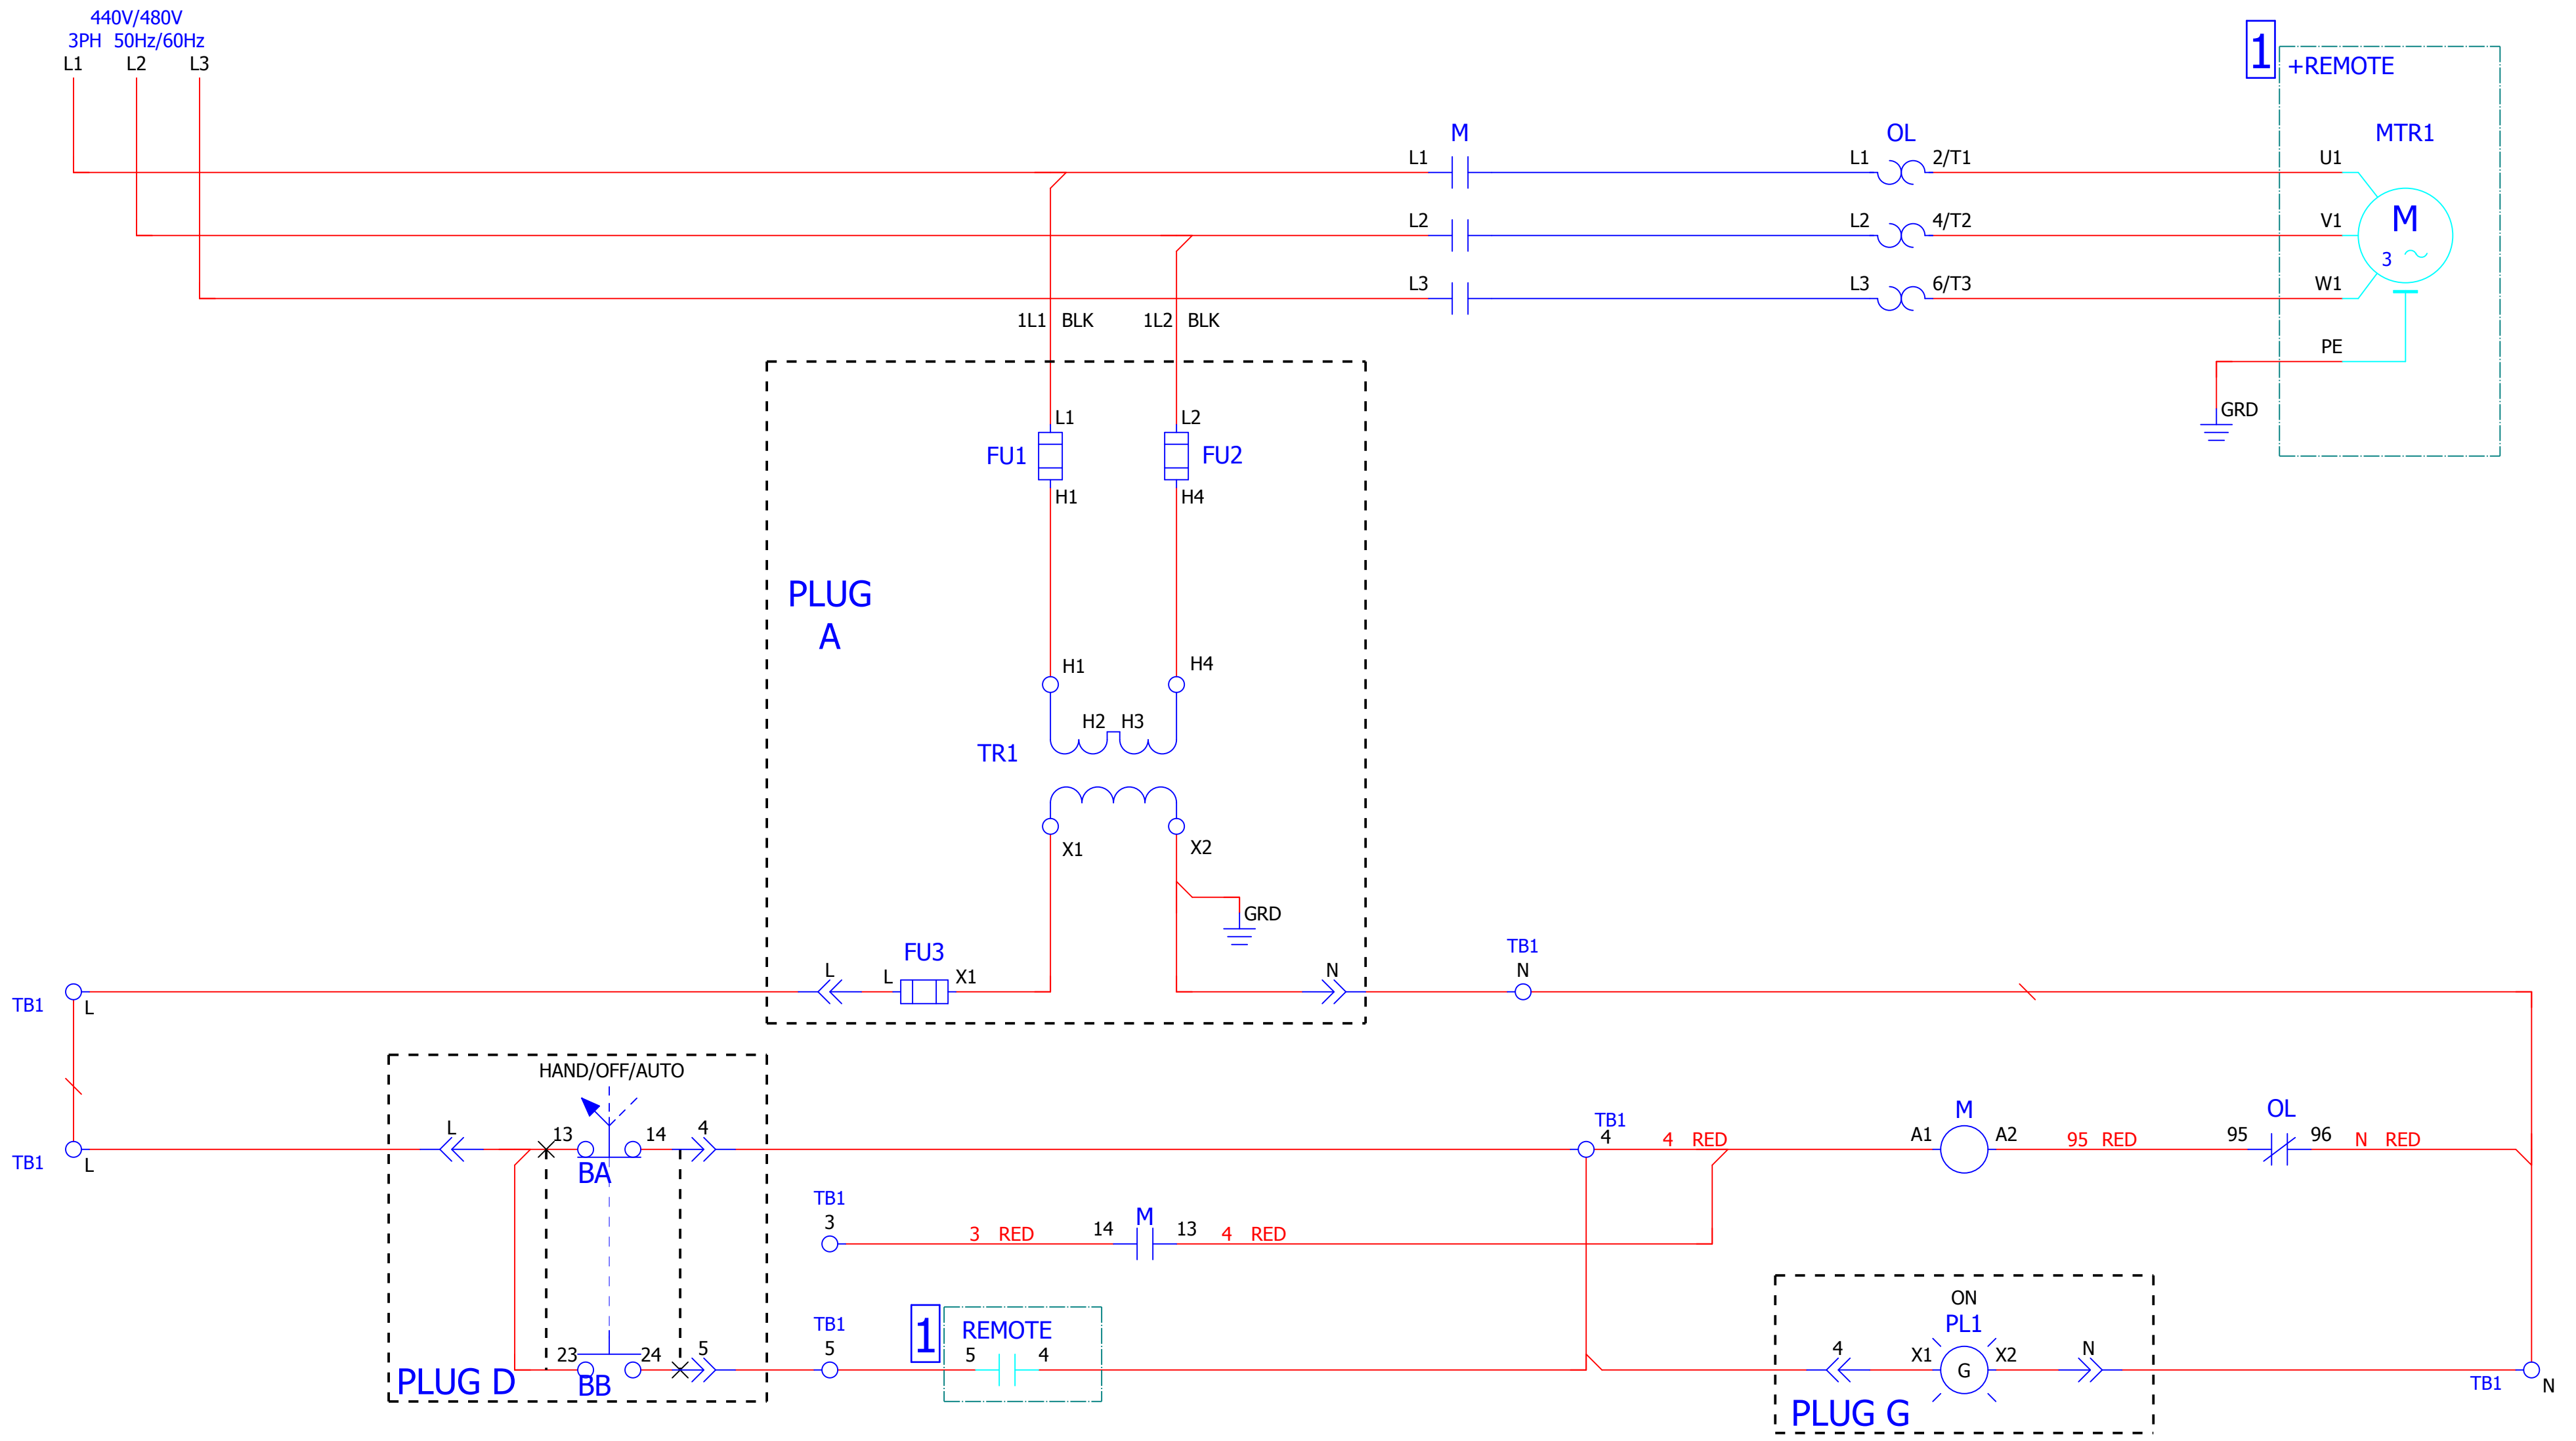 440V/480V
3PH 50Hz/60Hz
L1 L2 L3
1
+REMOTE
M
OL
MTR1
L1
L1
2/T1
U1
L2
L2
4/T2
V1
M
3
L3
L3
6/T3
W1
1L1 BLK
1L2 BLK
PE
GRD
L1
L2
FU1
FU2
H1
H4
PLUG
A
H1
H4
H2 H3
TR1
X1
X2
GRD
FU3
TB1
L
L
X1
N
N
TB1
L
HAND/OFF/AUTO
L
13
14
4
BA
TB1
4
4 RED
M
A1
A2
95 RED
OL
95
96
N RED
TB1
L
TB1
3
3 RED
14
M
13
4 RED
ON
PL1
TB1
5
1
REMOTE
5
4
23
24
5
BB
PLUG D
4
X1
G
X2
N
PLUG G
TB1
N